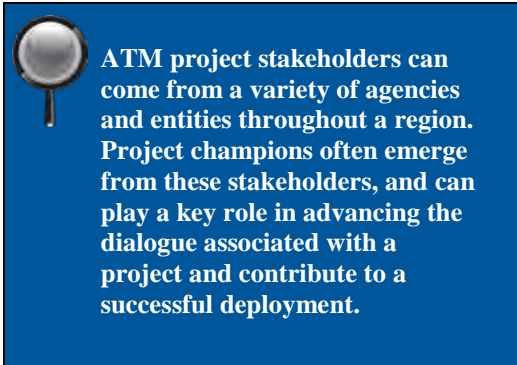 ATM project stakeholders can
come from a variety of agencies
and entities throughout a region.
Project champions often emerge
from these stakeholders, and can
play a key role in advancing the
dialogue associated with a
project and contribute to a
successful deployment.